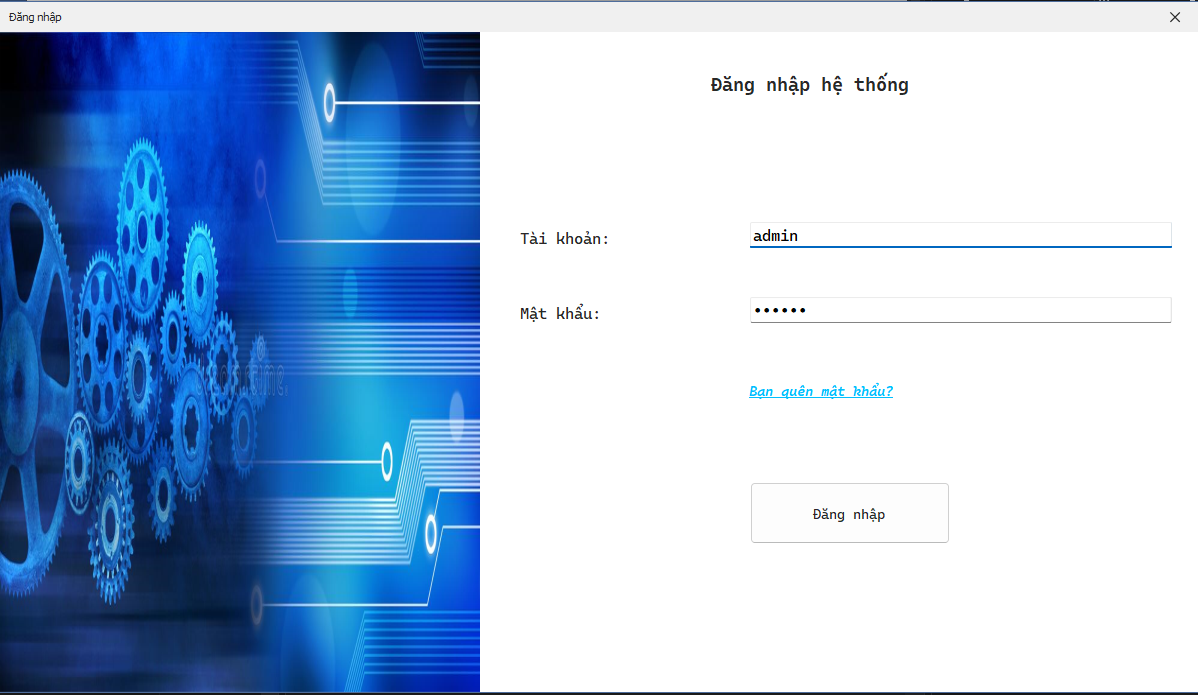 Đăng nhập
Đăng nhập hệ thống
Tài khoản:
admin
Mật khẩu:
••••••
Bạn quên mật khẩu?
Đăng nhập